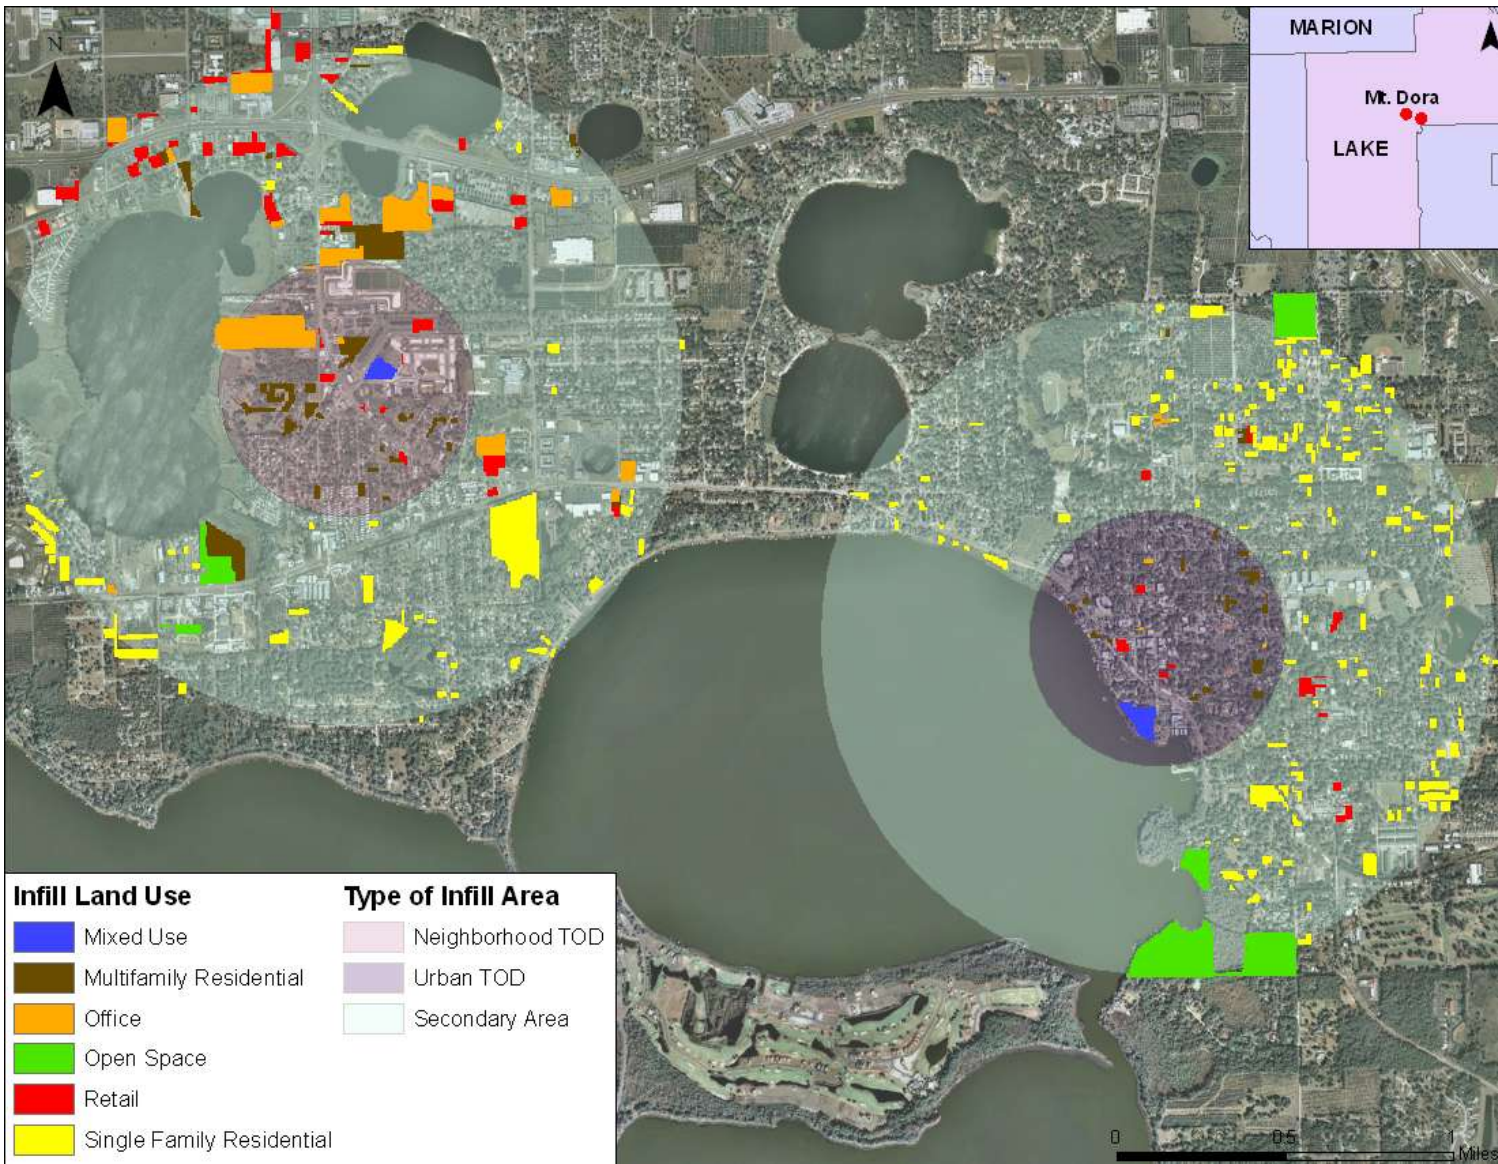 N
MARION
Mt. Dora
LAKE
Infill Land Use
Mixed Use
Multifamily Residential
Office
Open Space
Retail
Single Family Residential
Type of Infill Area
Neighborhood TOD
Urban TOD
Secondary Area
0 0.5 1
Miles